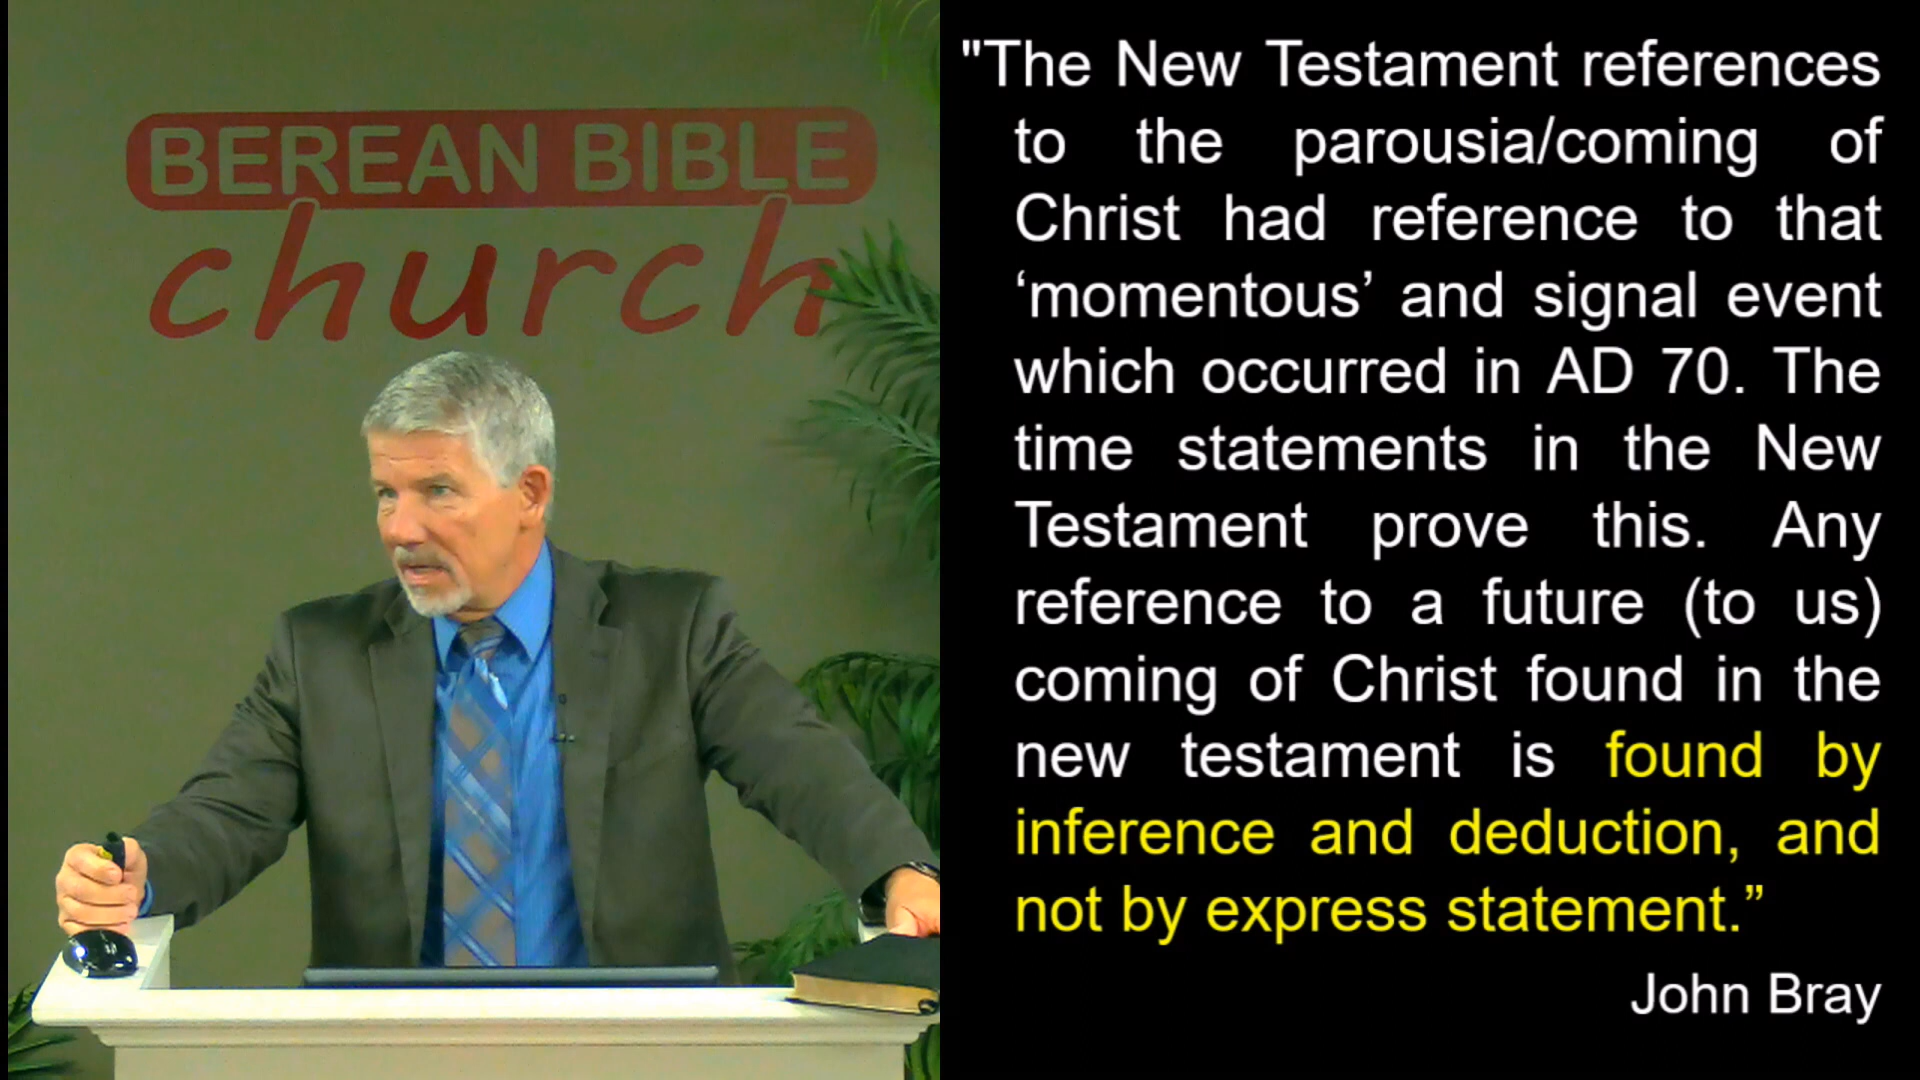 BEREAN BIBLE
church
"The New Testament references
to the parousia/coming of
Christ had reference to that
‘momentous’ and signal event
which occurred in AD 70. The
time statements in the New
Testament prove this. Any
reference to a future (to us)
coming of Christ found in the
new testament is found by
inference and deduction, and
not by express statement.”
John Bray